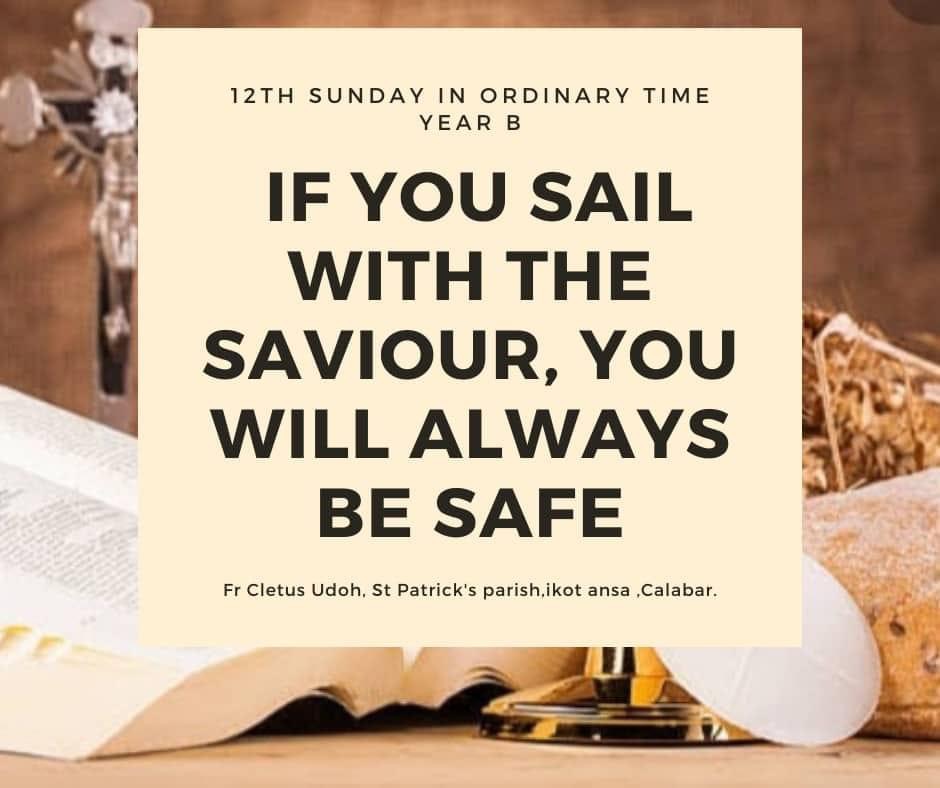 12TH SUNDAY IN ORDINARY TIME
YEAR B
IF YOU SAIL
WITH THE
SAVIOUR, YOU
WILL ALWAYS
BE SAFE
Fr Cletus Udoh, St Patrick's parish,ikot ansa ,Calabar.